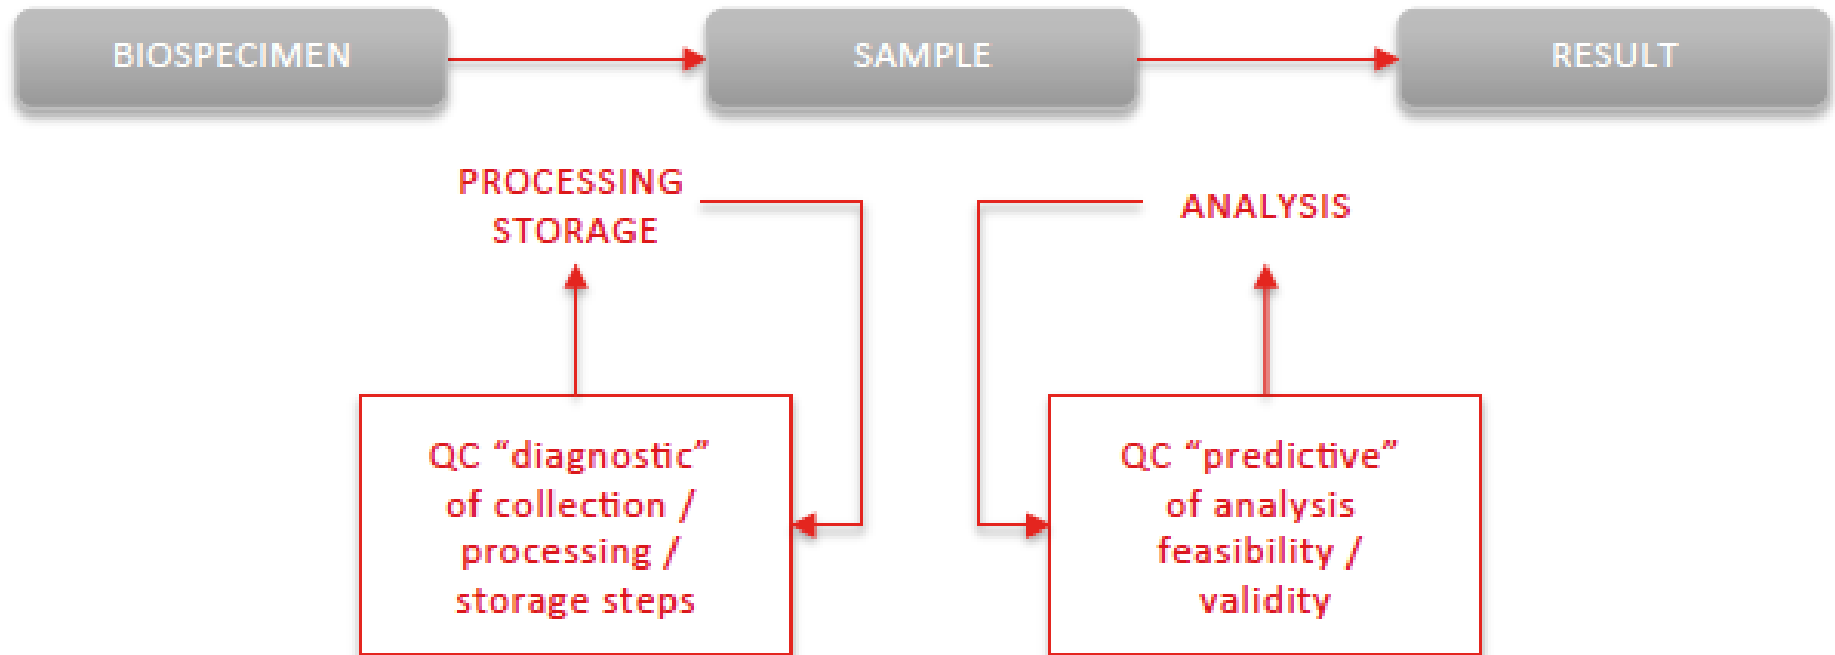 BIOSPECIMEN
SAMPLE
RESULT
PROCESSING
STORAGE
ANALYSIS
QC “diagnostic”
of collection /
processing /
storage steps
QC “predictive”
of analysis
feasibility /
validity